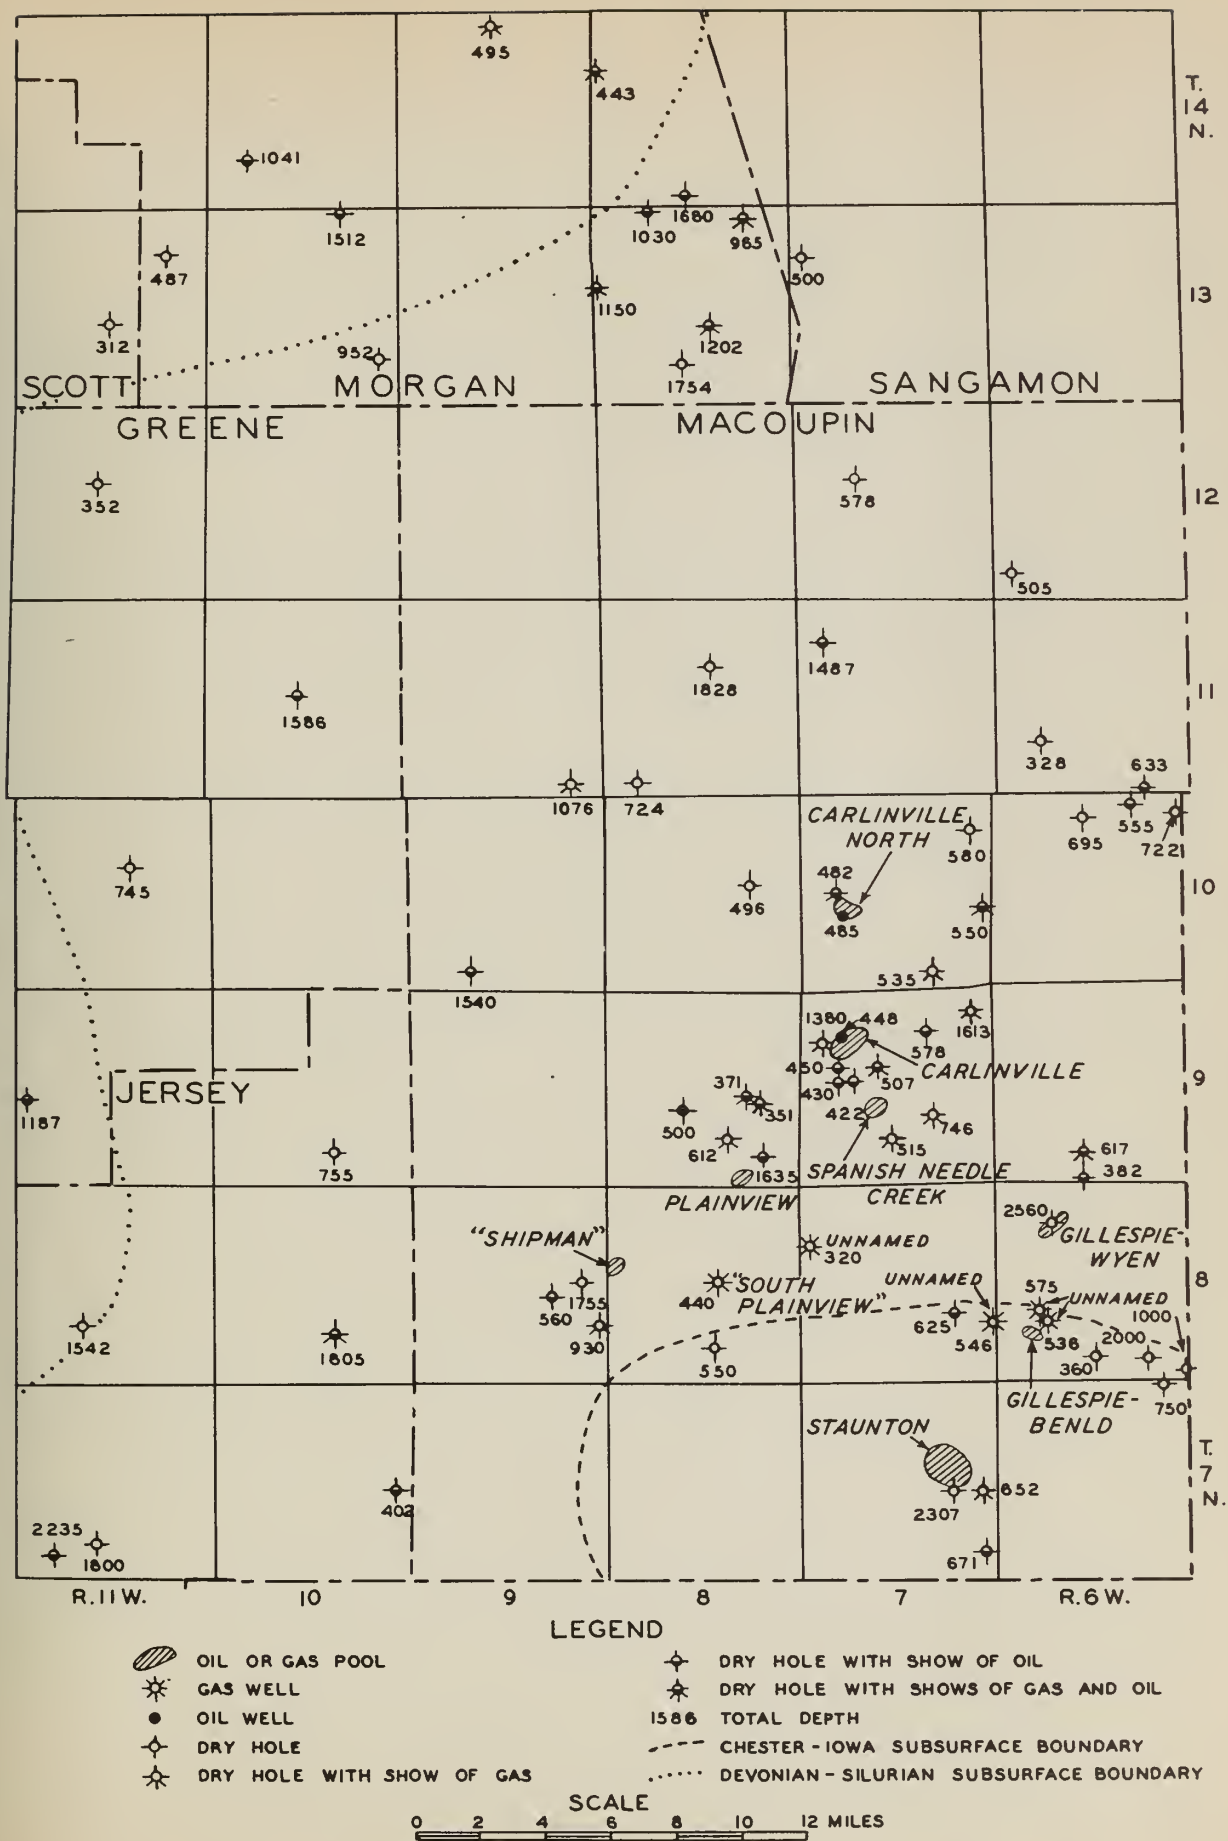 495
443
T.
14
N.
1041
1680
1512
1030
965
487
500
1150
13
312
1202
952
1754
SCOTT
MORGAN
SANGAMON
GREENE
MACOUPIN
352
578
12
505
1487
1828
11
1586
328
633
1076
724
CARLINVILLE
NORTH
580
695
555
722
745
482
10
496
485
550
535
1540
1380
448
1613
578
450
507
CARLINVILLE
9
JERSEY
371
430
351
422
746
1187
500
612
515
617
755
1635
SPANISH NEEDLE
CREEK
382
PLAINVIEW
2560
"SHIPMAN"
UNNAMED
320
GILLESPIE-
WYEN
8
440
"SOUTH
PLAINVIEW"
UNNAMED
575
UNNAMED
1000
1755
560
625
546
536
2000
1542
1805
930
550
360
750
GILLESPIE-
BENLD
STAUNTON
T.
7
N.
402
652
2307
2235
1800
671
R.11W.
10
9
8
7
R.6W.
LEGEND
OIL OR GAS POOL
GAS WELL
OIL WELL
DRY HOLE
DRY HOLE WITH SHOW OF GAS
DRY HOLE WITH SHOW OF OIL
DRY HOLE WITH SHOWS OF GAS AND OIL
1586 TOTAL DEPTH
CHESTER-IOWA SUBSURFACE BOUNDARY
DEVONIAN-SILURIAN SUBSURFACE BOUNDARY
SCALE
0 2 4 6 8 10 12 MILES